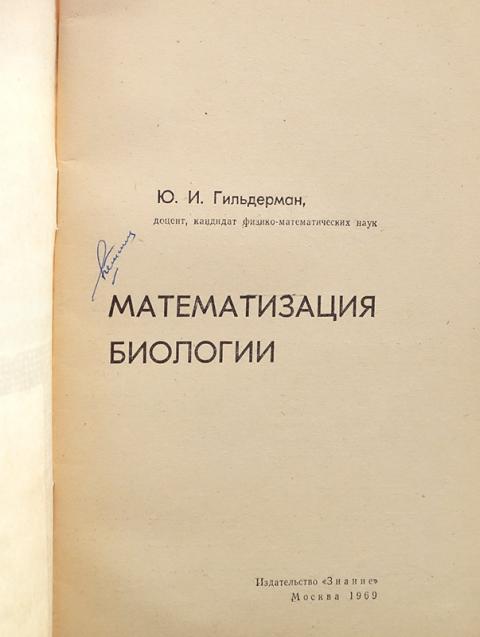 Ю. И. Гильдерман,
доцент, кандидат физико-математических наук
МАТЕМАТИЗАЦИЯ
БИОЛОГИИ
Издательство «Знание»
Москва 1969